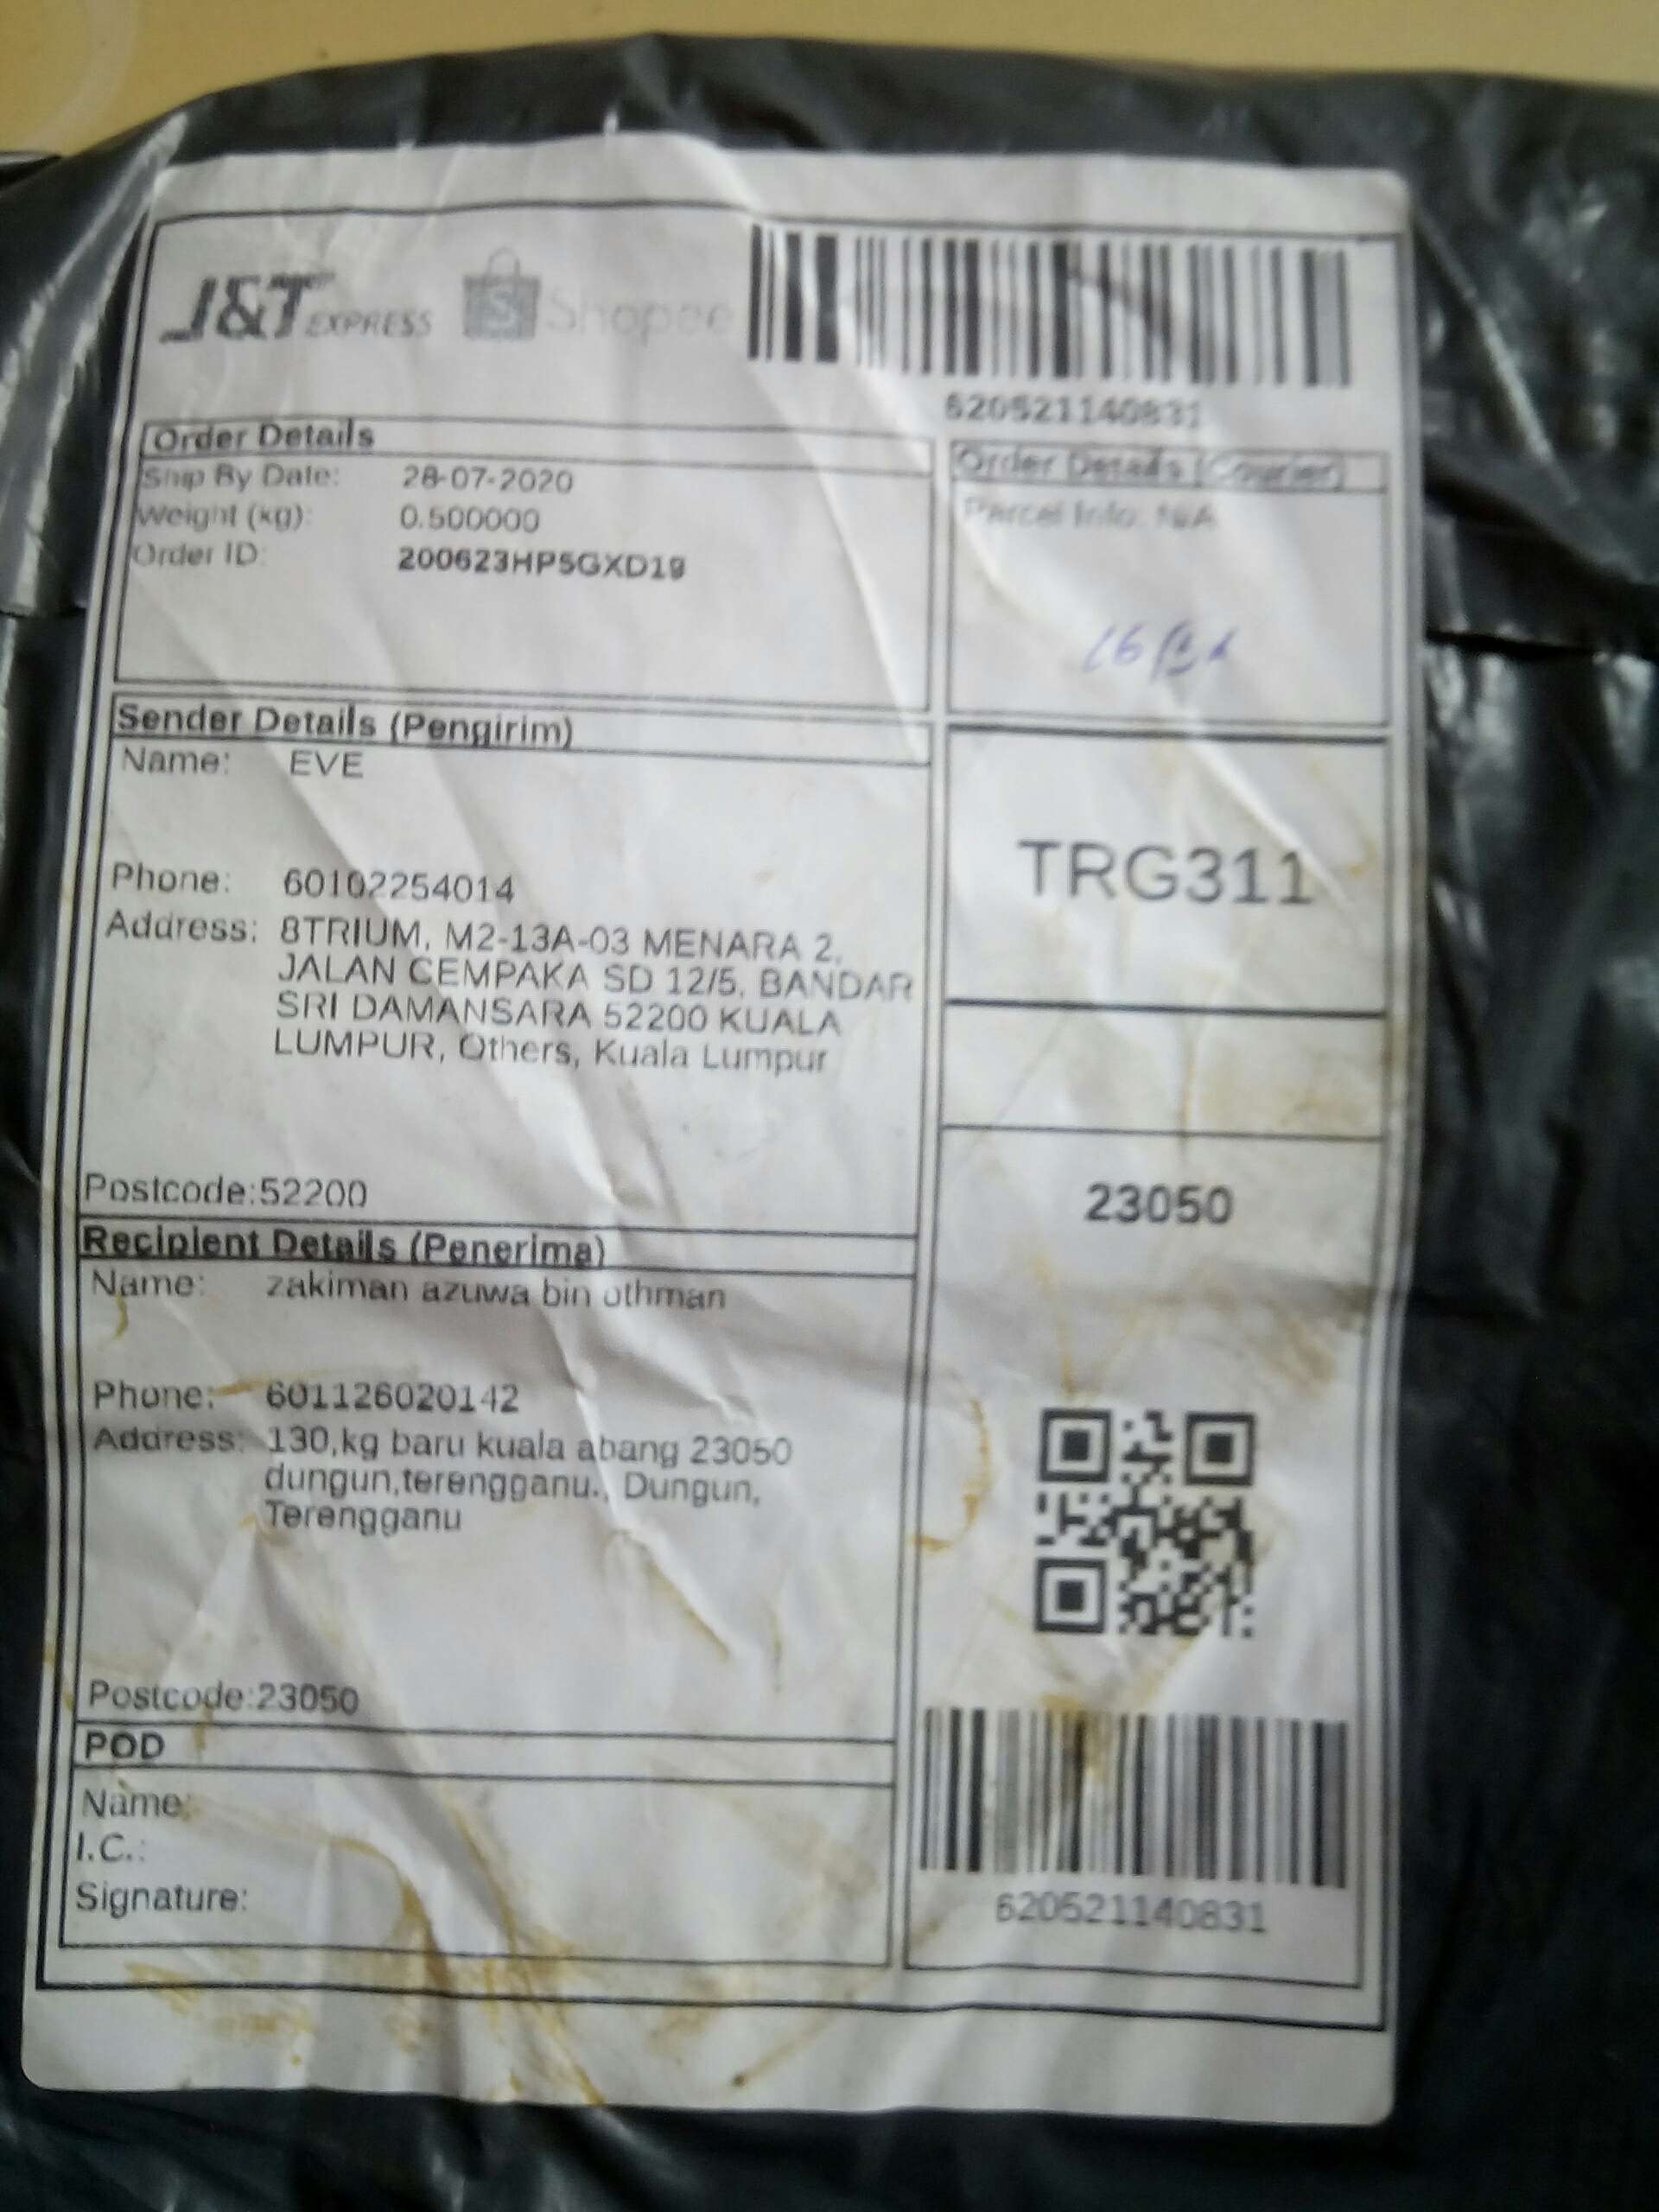 J&T EXPRESS Shopee
620521140831
Order Details
Ship By Date: 28-07-2020
Weight (kg): 0.500000
Order ID: 200623HP5GXD19
Order Details (Courier)
Parcel Info: N/A
Sender Details (Pengirim)
Name: EVE
Phone: 60102254014
Address: 8TRIUM, M2-13A-03 MENARA 2,
JALAN CEMPAKA SD 12/5, BANDAR
SRI DAMANSARA 52200 KUALA
LUMPUR, Others, Kuala Lumpur
Postcode:52200
TRG311
23050
Recipient Details (Penerima)
Name: zakiman azuwa bin othman
Phone: 601126020142
Address: 130,kg baru kuala abang 23050
dungun,terengganu., Dungun,
Terengganu
Postcode:23050
POD
Name:
I.C.:
Signature:
620521140831